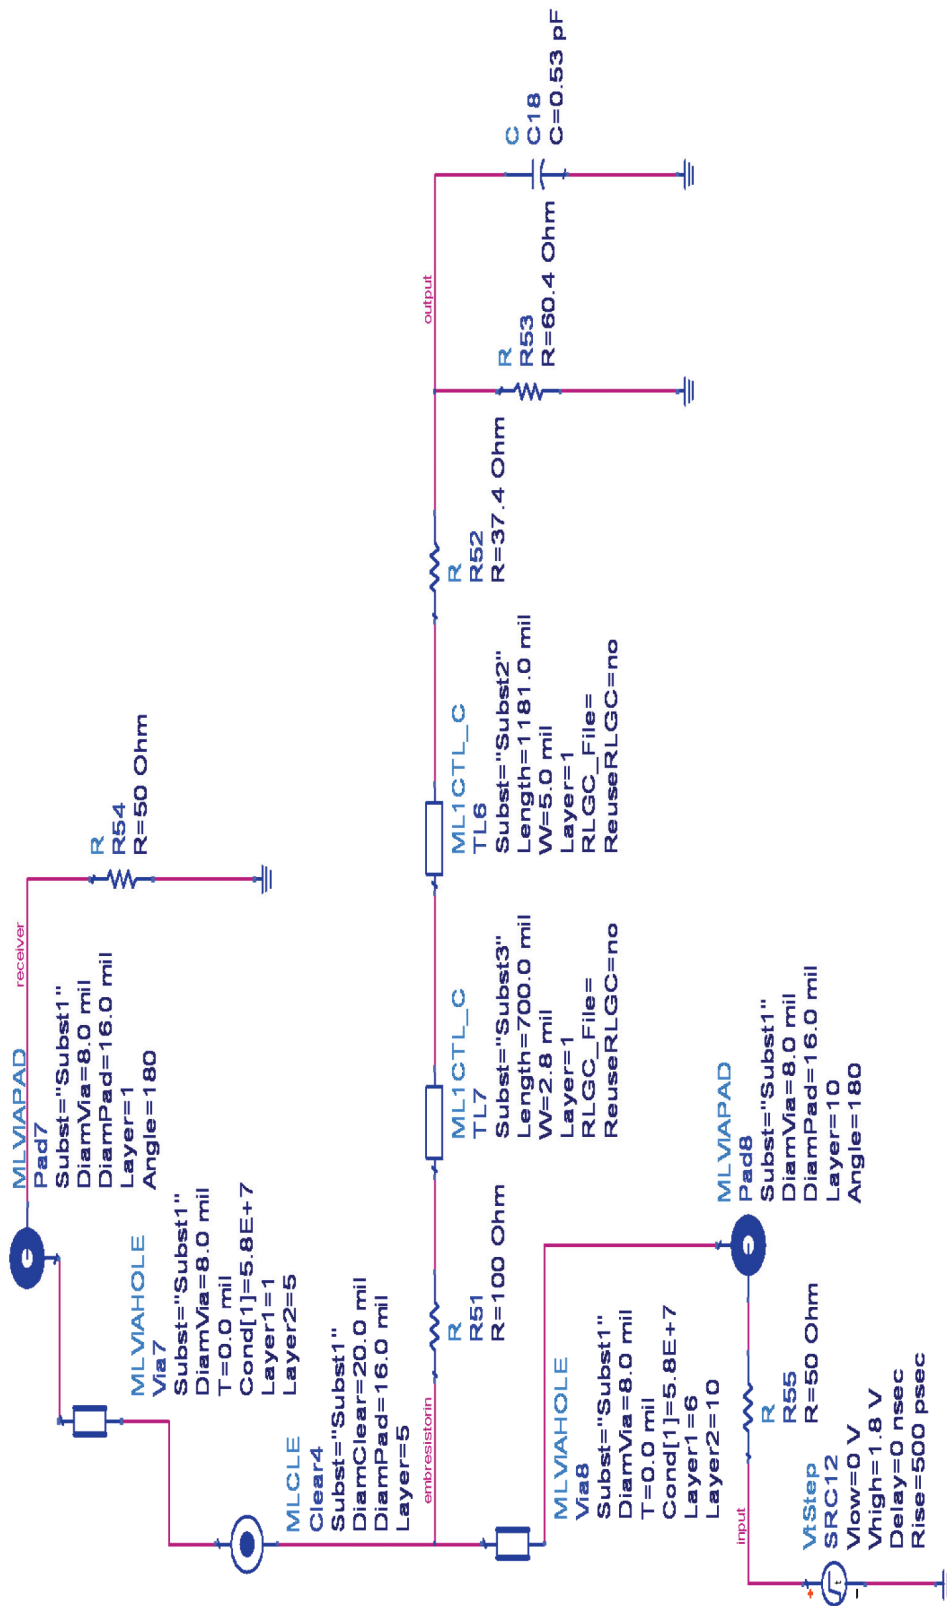 MLVIAPAD
Pad7
Subst="Subst1"
DiamVia=8.0 mil
DiamPad=16.0 mil
Layer=1
Angle=180
receiver
R
R54
R=50 Ohm
MLVIAHOLE
Via7
Subst="Subst1"
DiamVia=8.0 mil
T=0.0 mil
Cond[1]=5.8E+7
Layer1=1
Layer2=5
MLCLE
Clear4
Subst="Subst1"
DiamClear=20.0 mil
DiamPad=16.0 mil
Layer=5
embresistorin
R
R51
R=100 Ohm
ML1CTL_C
TL7
Subst="Subst3"
Length=700.0 mil
W=2.8 mil
Layer=1
RLGC_File=
ReuseRLGC=no
ML1CTL_C
TL6
Subst="Subst2"
Length=1181.0 mil
W=5.0 mil
Layer=1
RLGC_File=
ReuseRLGC=no
R
R52
R=37.4 Ohm
output
R
R53
R=60.4 Ohm
C
C18
C=0.53 pF
MLVIAHOLE
Via8
Subst="Subst1"
DiamVia=8.0 mil
T=0.0 mil
Cond[1]=5.8E+7
Layer1=6
Layer2=10
MLVIAPAD
Pad8
Subst="Subst1"
DiamVia=8.0 mil
DiamPad=16.0 mil
Layer=10
Angle=180
input
R
R55
R=50 Ohm
+
t
−
VtStep
SRC12
Vlow=0 V
Vhigh=1.8 V
Delay=0 nsec
Rise=500 psec